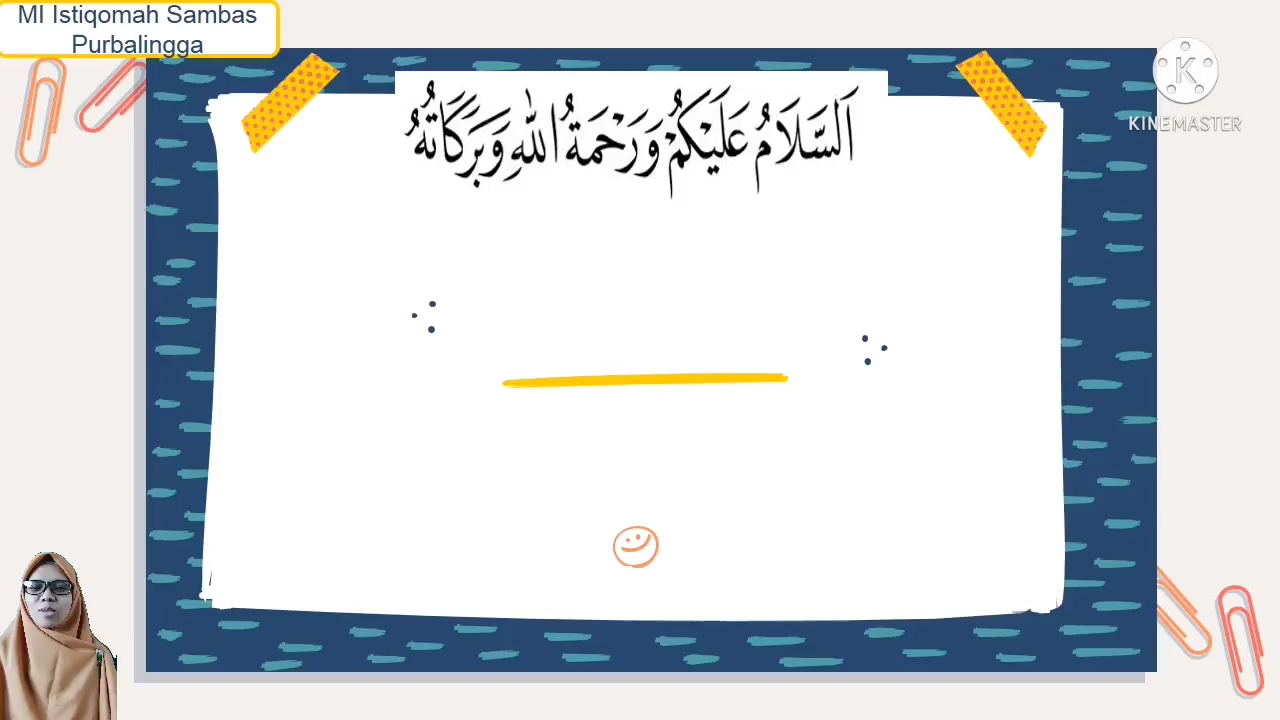 MI Istiqomah Sambas
Purbalingga
اَلسَّلَامُ عَلَيْكُمْ وَرَحْمَةُ اللهِ وَبَرَكَاتُهُ
KINEMASTER